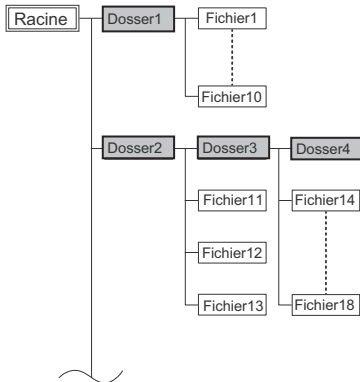 Racine Dosser1 Fichier1
Fichier10
Dosser2 Dosser3 Dosser4
Fichier11 Fichier14
Fichier12
Fichier13 Fichier18